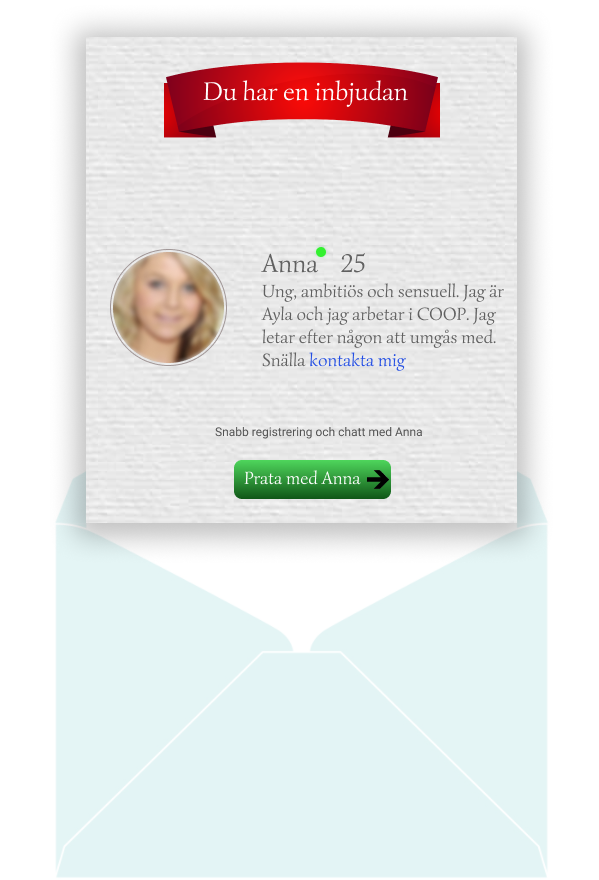 Du har en inbjudan
Anna 25
Ung, ambitiös och sensuell. Jag är
Ayla och jag arbetar i COOP. Jag
letar efter någon att umgås med.
Snälla kontakta mig
Snabb registrering och chatt med Anna
Prata med Anna